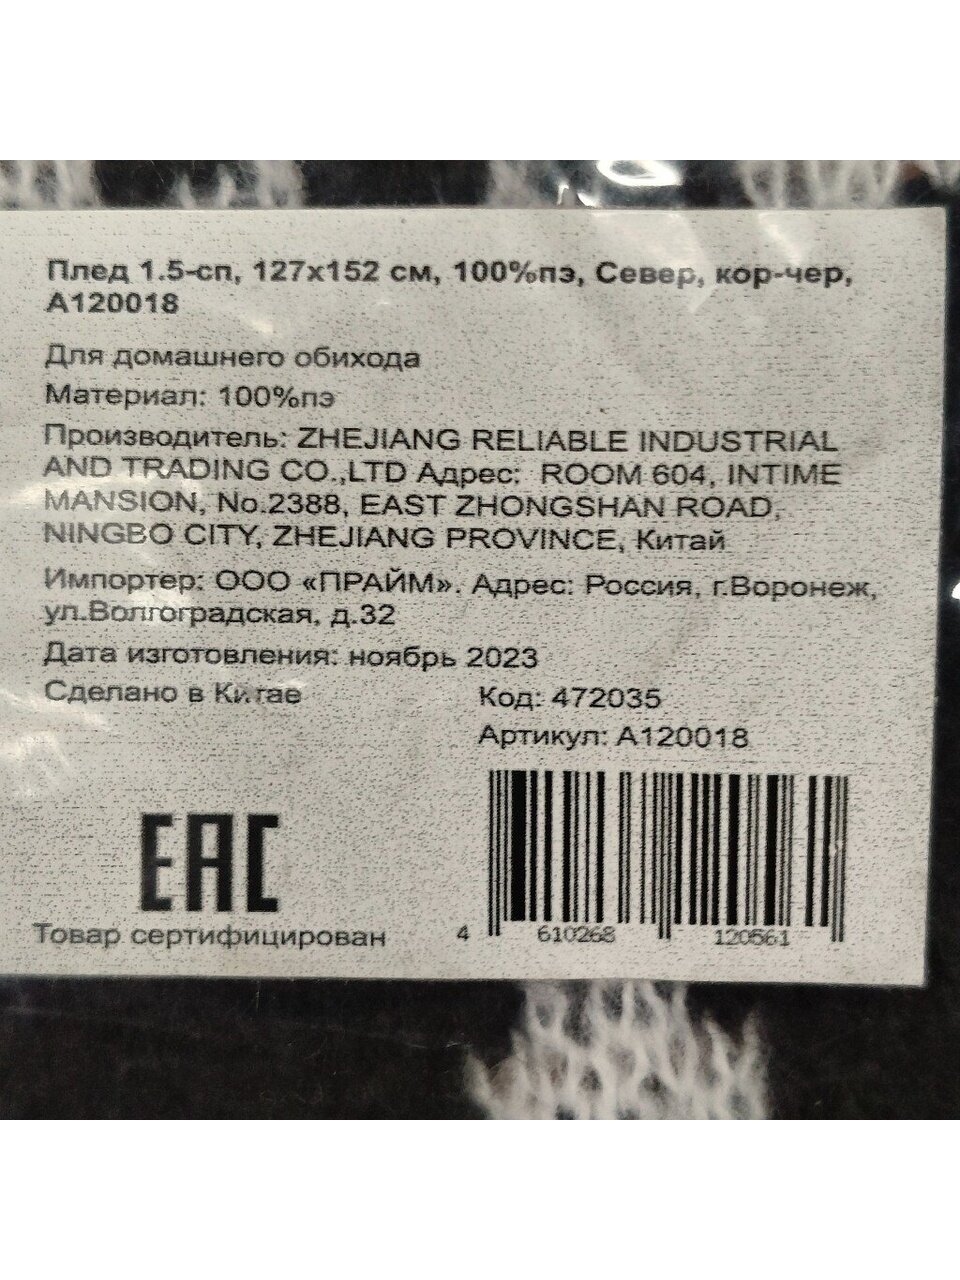 Плед 1.5-сп, 127х152 см, 100%пэ, Север, кор-чер,
А120018
Для домашнего обихода
Материал: 100%пэ
Производитель: ZHEJIANG RELIABLE INDUSTRIAL
AND TRADING CO.,LTD Адрес: ROOM 604, INTIME
MANSION, No.2388, EAST ZHONGSHAN ROAD,
NINGBO CITY, ZHEJIANG PROVINCE, Китай
Импортер: ООО «ПРАЙМ». Адрес: Россия, г.Воронеж,
ул.Волгоградская, д.32
Дата изготовления: ноябрь 2023
Сделано в Китае
Код: 472035
Артикул: А120018
EAC
Товар сертифицирован
4 610268 120561